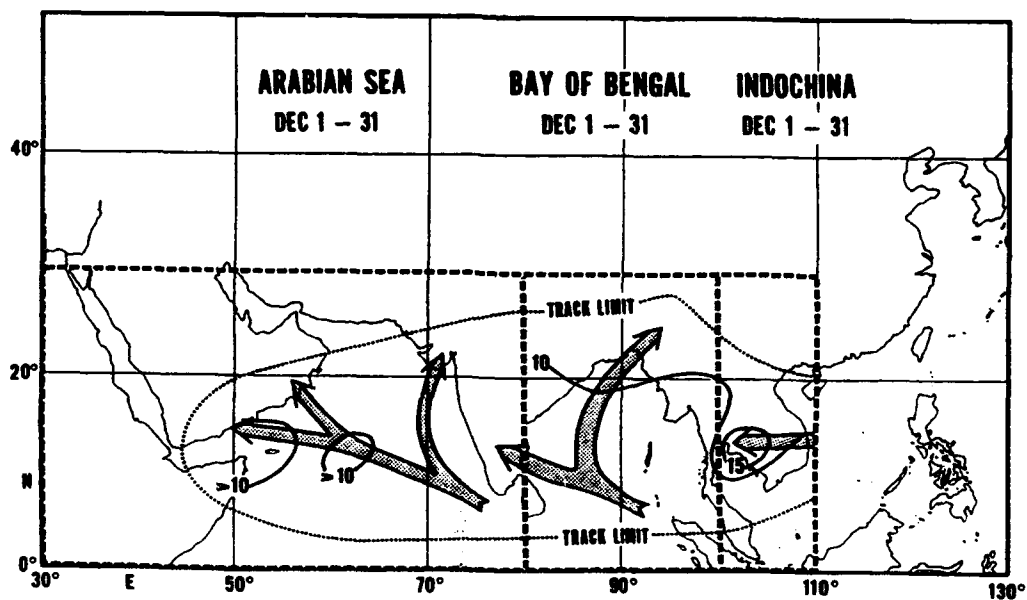 ARABIAN SEA
DEC 1 – 31
BAY OF BENGAL
DEC 1 – 31
INDOCHINA
DEC 1 – 31
40°
TRACK LIMIT
20°
10
15
>10
>10
N
TRACK LIMIT
0°
30°
E
50°
70°
90°
110°
130°